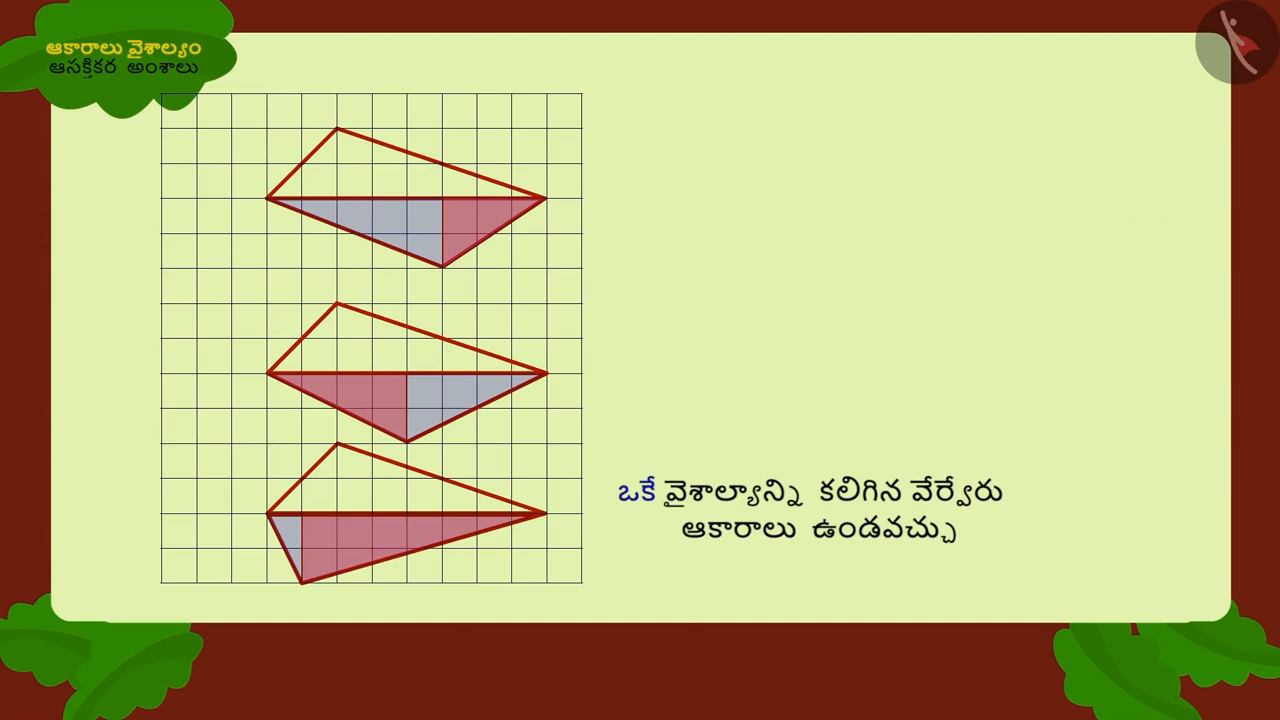 ఆకారాలు వైశాల్యం
ఆసక్తికర అంశాలు
ఒకే వైశాల్యాన్ని కలిగిన వేర్వేరు
ఆకారాలు ఉండవచ్చు